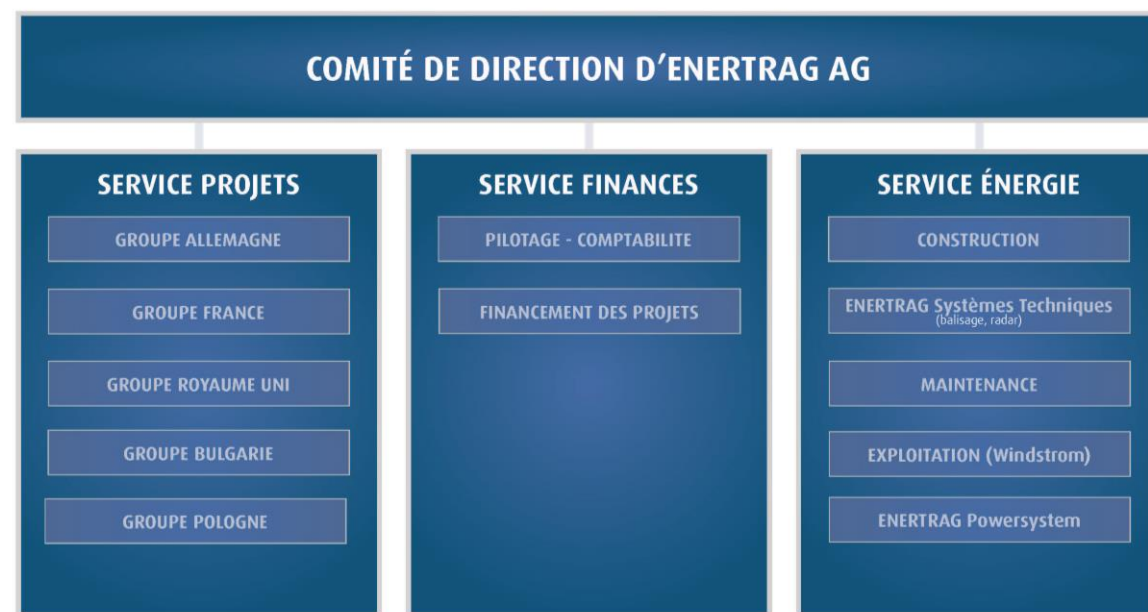 COMITÉ DE DIRECTION D'ENERTRAG AG
SERVICE PROJETS
GROUPE ALLEMAGNE
GROUPE FRANCE
GROUPE ROYAUME UNI
GROUPE BULGARIE
GROUPE POLOGNE
SERVICE FINANCES
PILOTAGE - COMPTABILITE
FINANCEMENT DES PROJETS
SERVICE ÉNERGIE
CONSTRUCTION
ENERTRAG Systèmes Techniques
(balisage, radar)
MAINTENANCE
EXPLOITATION (Windstrom)
ENERTRAG Powersystem